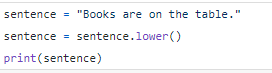 sentence = "Books are on the table."
sentence = sentence.lower()
print(sentence)